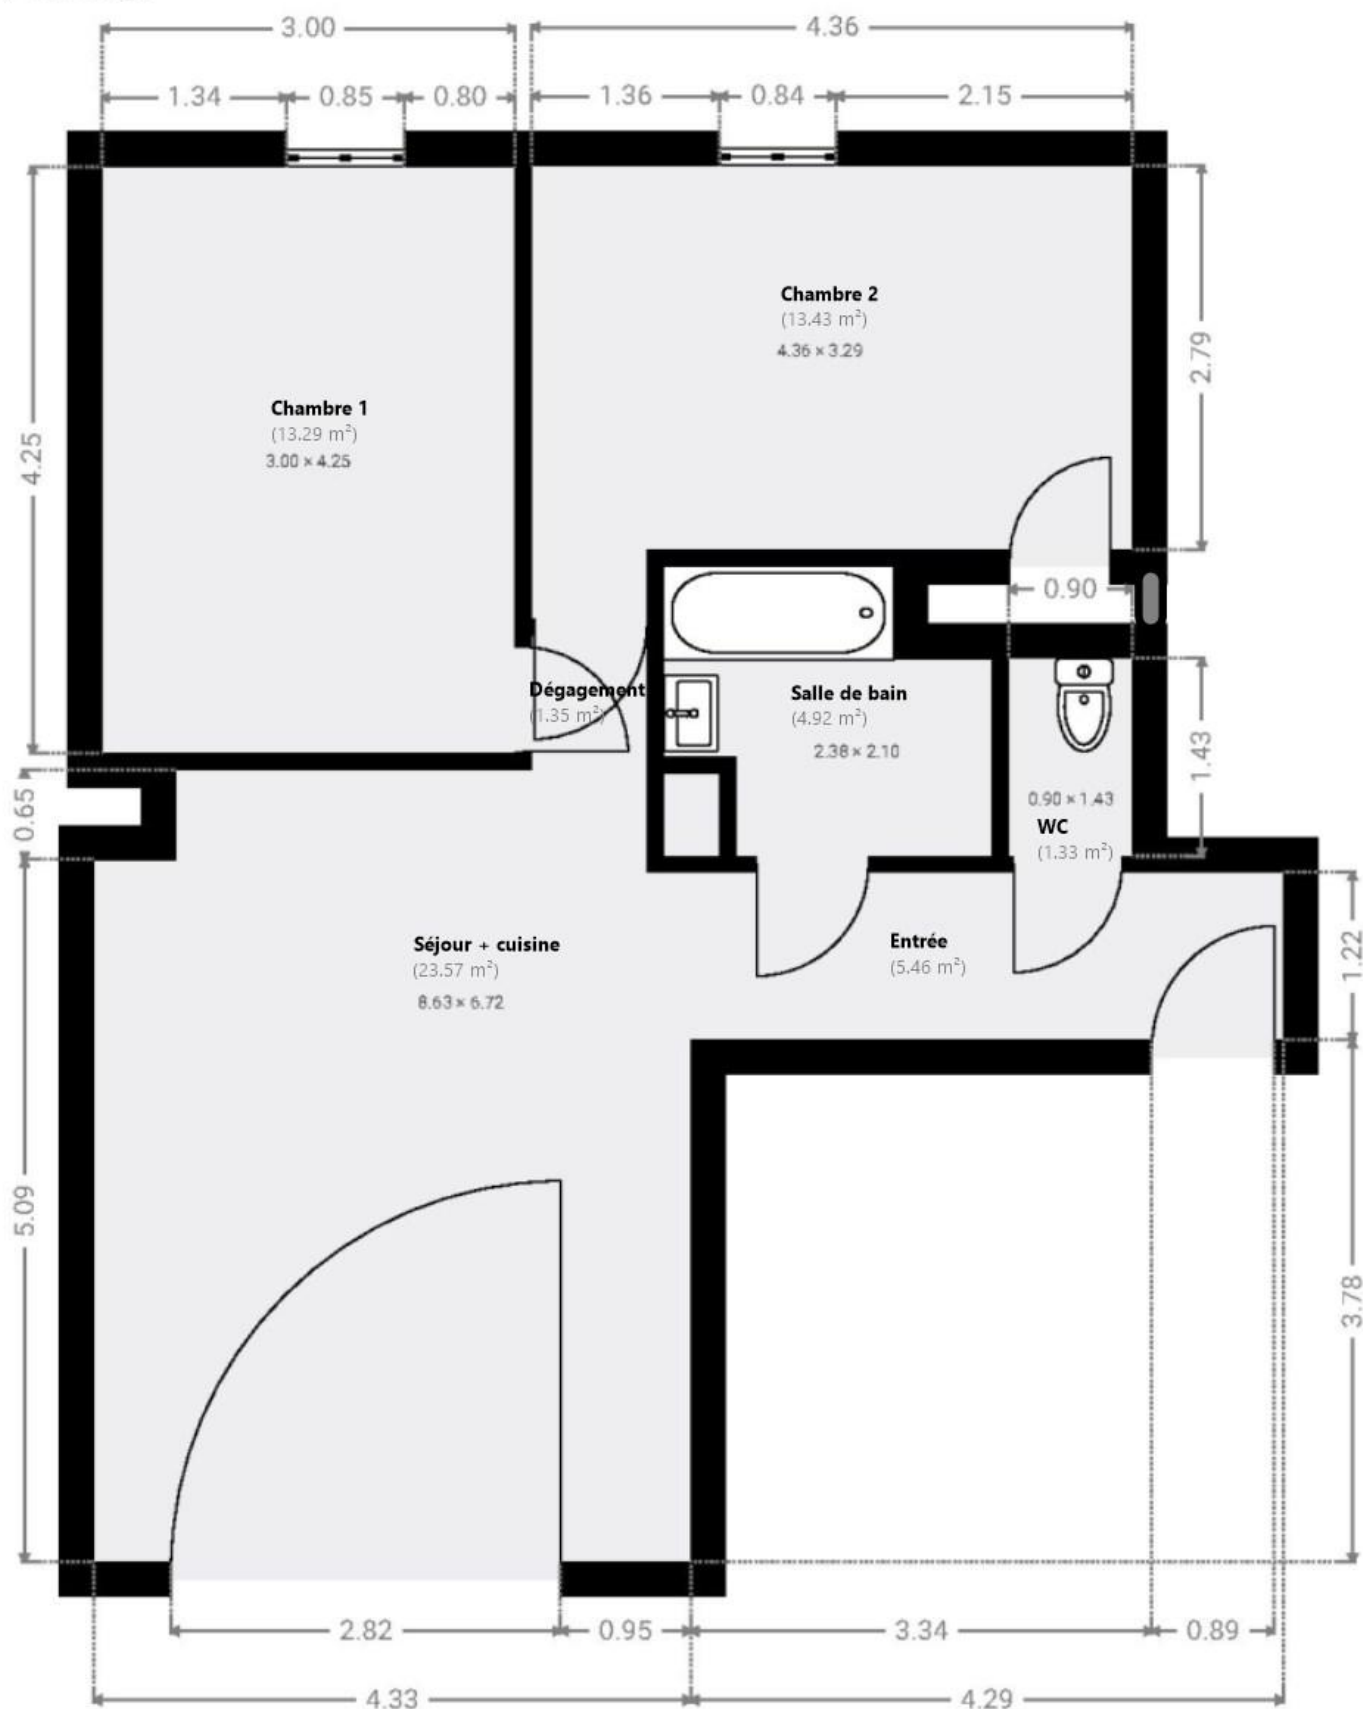 3.00
4.36
1.34
0.85
0.80
1.36
0.84
2.15
Chambre 2
(13.43 m²)
4.36 × 3.29
2.79
Chambre 1
(13.29 m²)
3.00 × 4.25
4.25
0.90
Dégagement
(1.35 m²)
Salle de bain
(4.92 m²)
2.38 × 2.10
1.43
0.90 × 1.43
WC
(1.33 m²)
0.65
Séjour + cuisine
(23.57 m²)
8.63 × 6.72
Entrée
(5.46 m²)
1.22
5.09
3.78
2.82
0.95
3.34
0.89
4.33
4.29